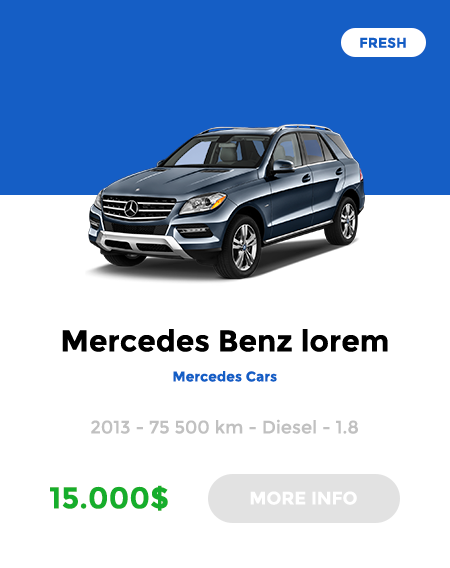 FRESH
Mercedes Benz lorem
Mercedes Cars
2013 - 75 500 km - Diesel - 1.8
15.000$
MORE INFO